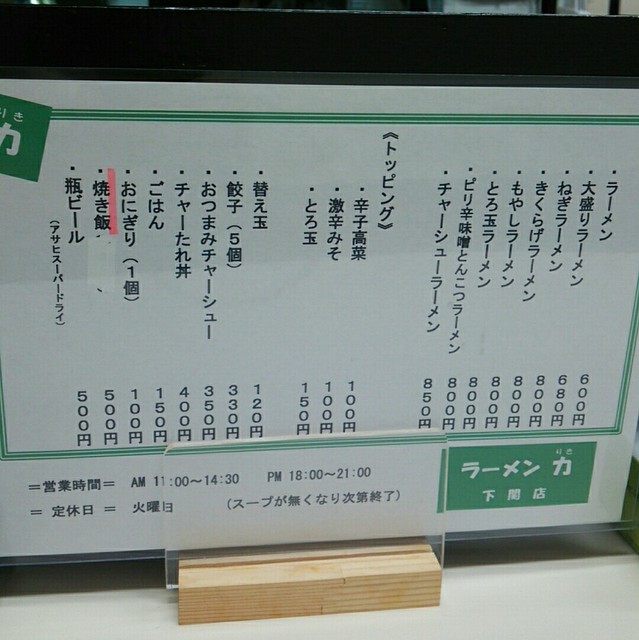 ・ラーメン 600円
・大盛りラーメン 680円
・ねぎラーメン 800円
・きくらげラーメン 800円
・もやしラーメン 800円
・とろ玉ラーメン 800円
・ピリ辛味噌とんこつラーメン 800円
・チャーシューラーメン 850円
《トッピング》
・辛子高菜 100円
・激辛みそ 100円
・とろ玉 150円
・替え玉 120円
・餃子（5個） 330円
・おつまみチャーシュー 350円
・チャーたれ丼 400円
・ごはん 150円
・おにぎり（1個） 100円
・焼き飯 500円
・瓶ビール 500円
（アサヒスーパードライ）
＝営業時間＝ AM 11:00～14:30 PM 18:00～21:00
＝ 定休日 ＝ 火曜日 （スープが無くなり次第終了）
りき
ラーメン 力
下関店
りき
力